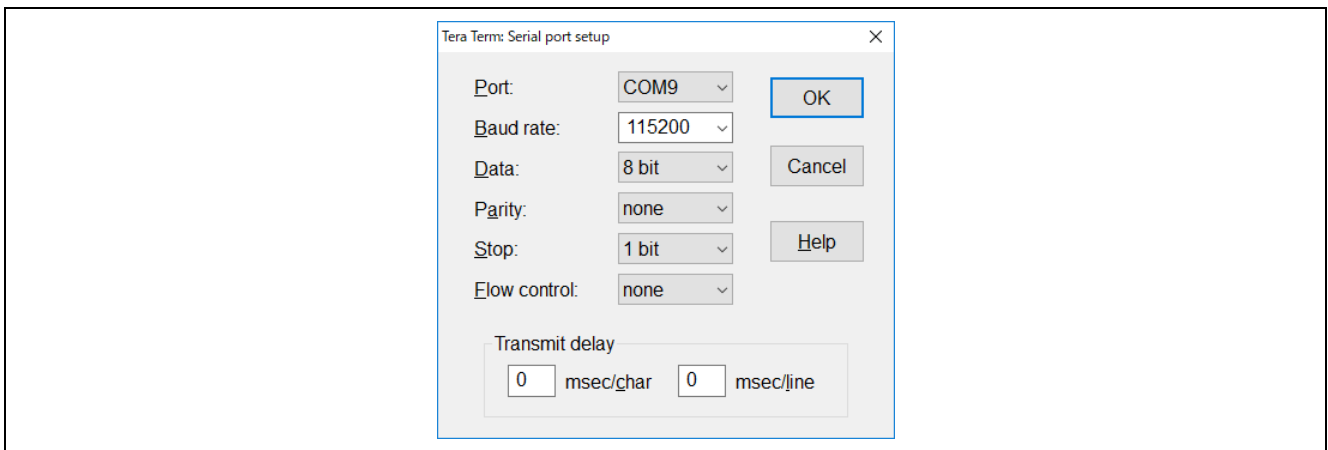 Tera Term: Serial port setup
Port: COM9 OK
Baud rate: 115200
Data: 8 bit Cancel
Parity: none
Stop: 1 bit Help
Flow control: none
Transmit delay
0 msec/char 0 msec/line